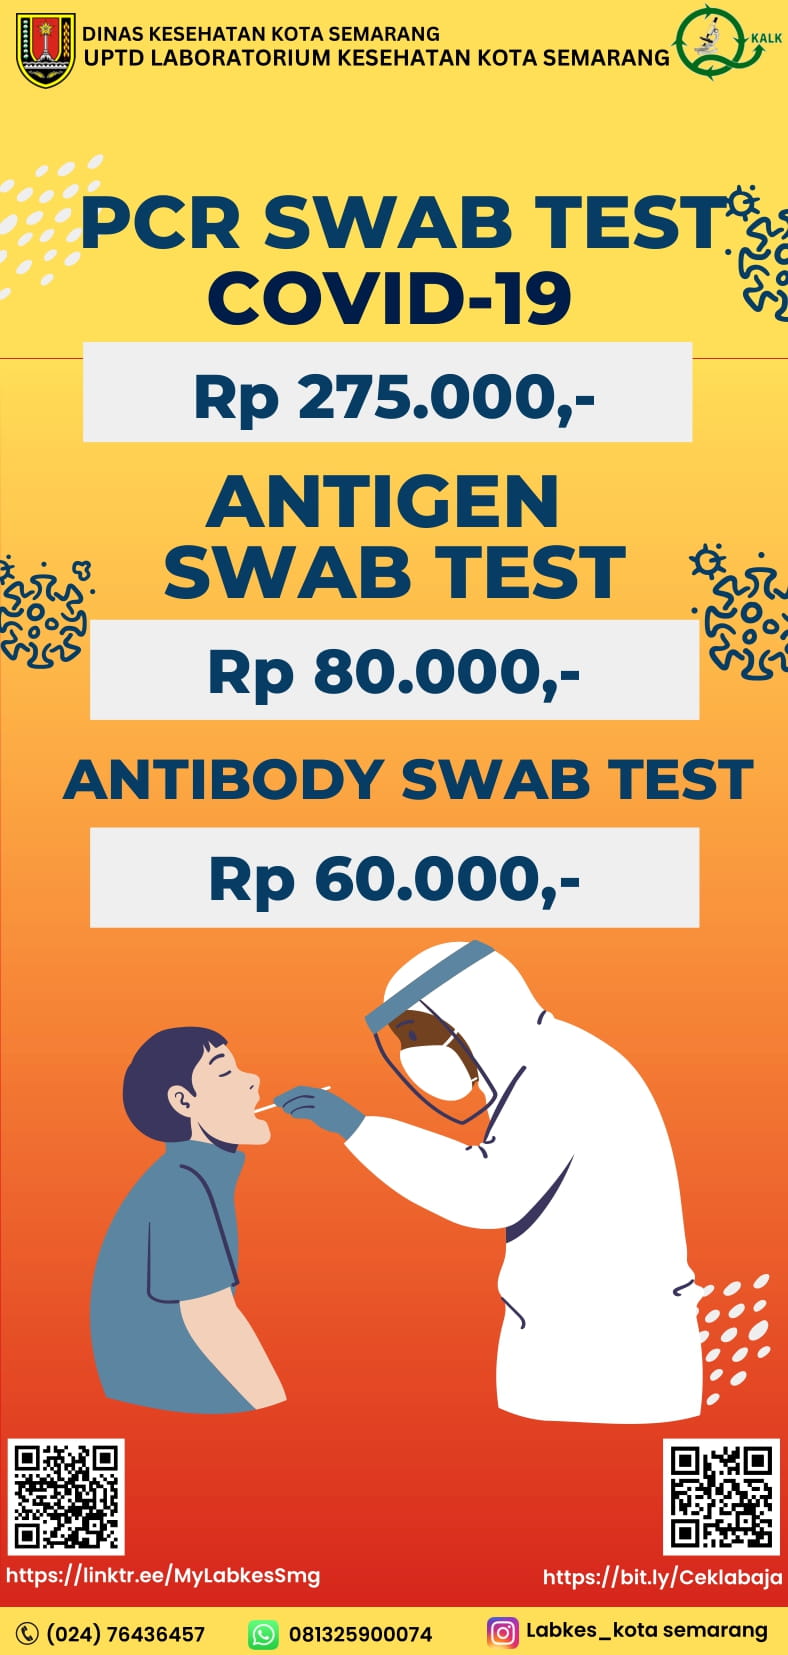 DINAS KESEHATAN KOTA SEMARANG
UPTD LABORATORIUM KESEHATAN KOTA SEMARANG
KALK
PCR SWAB TEST
COVID-19
Rp 275.000,-
ANTIGEN
SWAB TEST
Rp 80.000,-
ANTIBODY SWAB TEST
Rp 60.000,-
https://linktr.ee/MyLabkesSmg
https://bit.ly/Ceklabaja
(024) 76436457
081325900074
Labkes_kota semarang